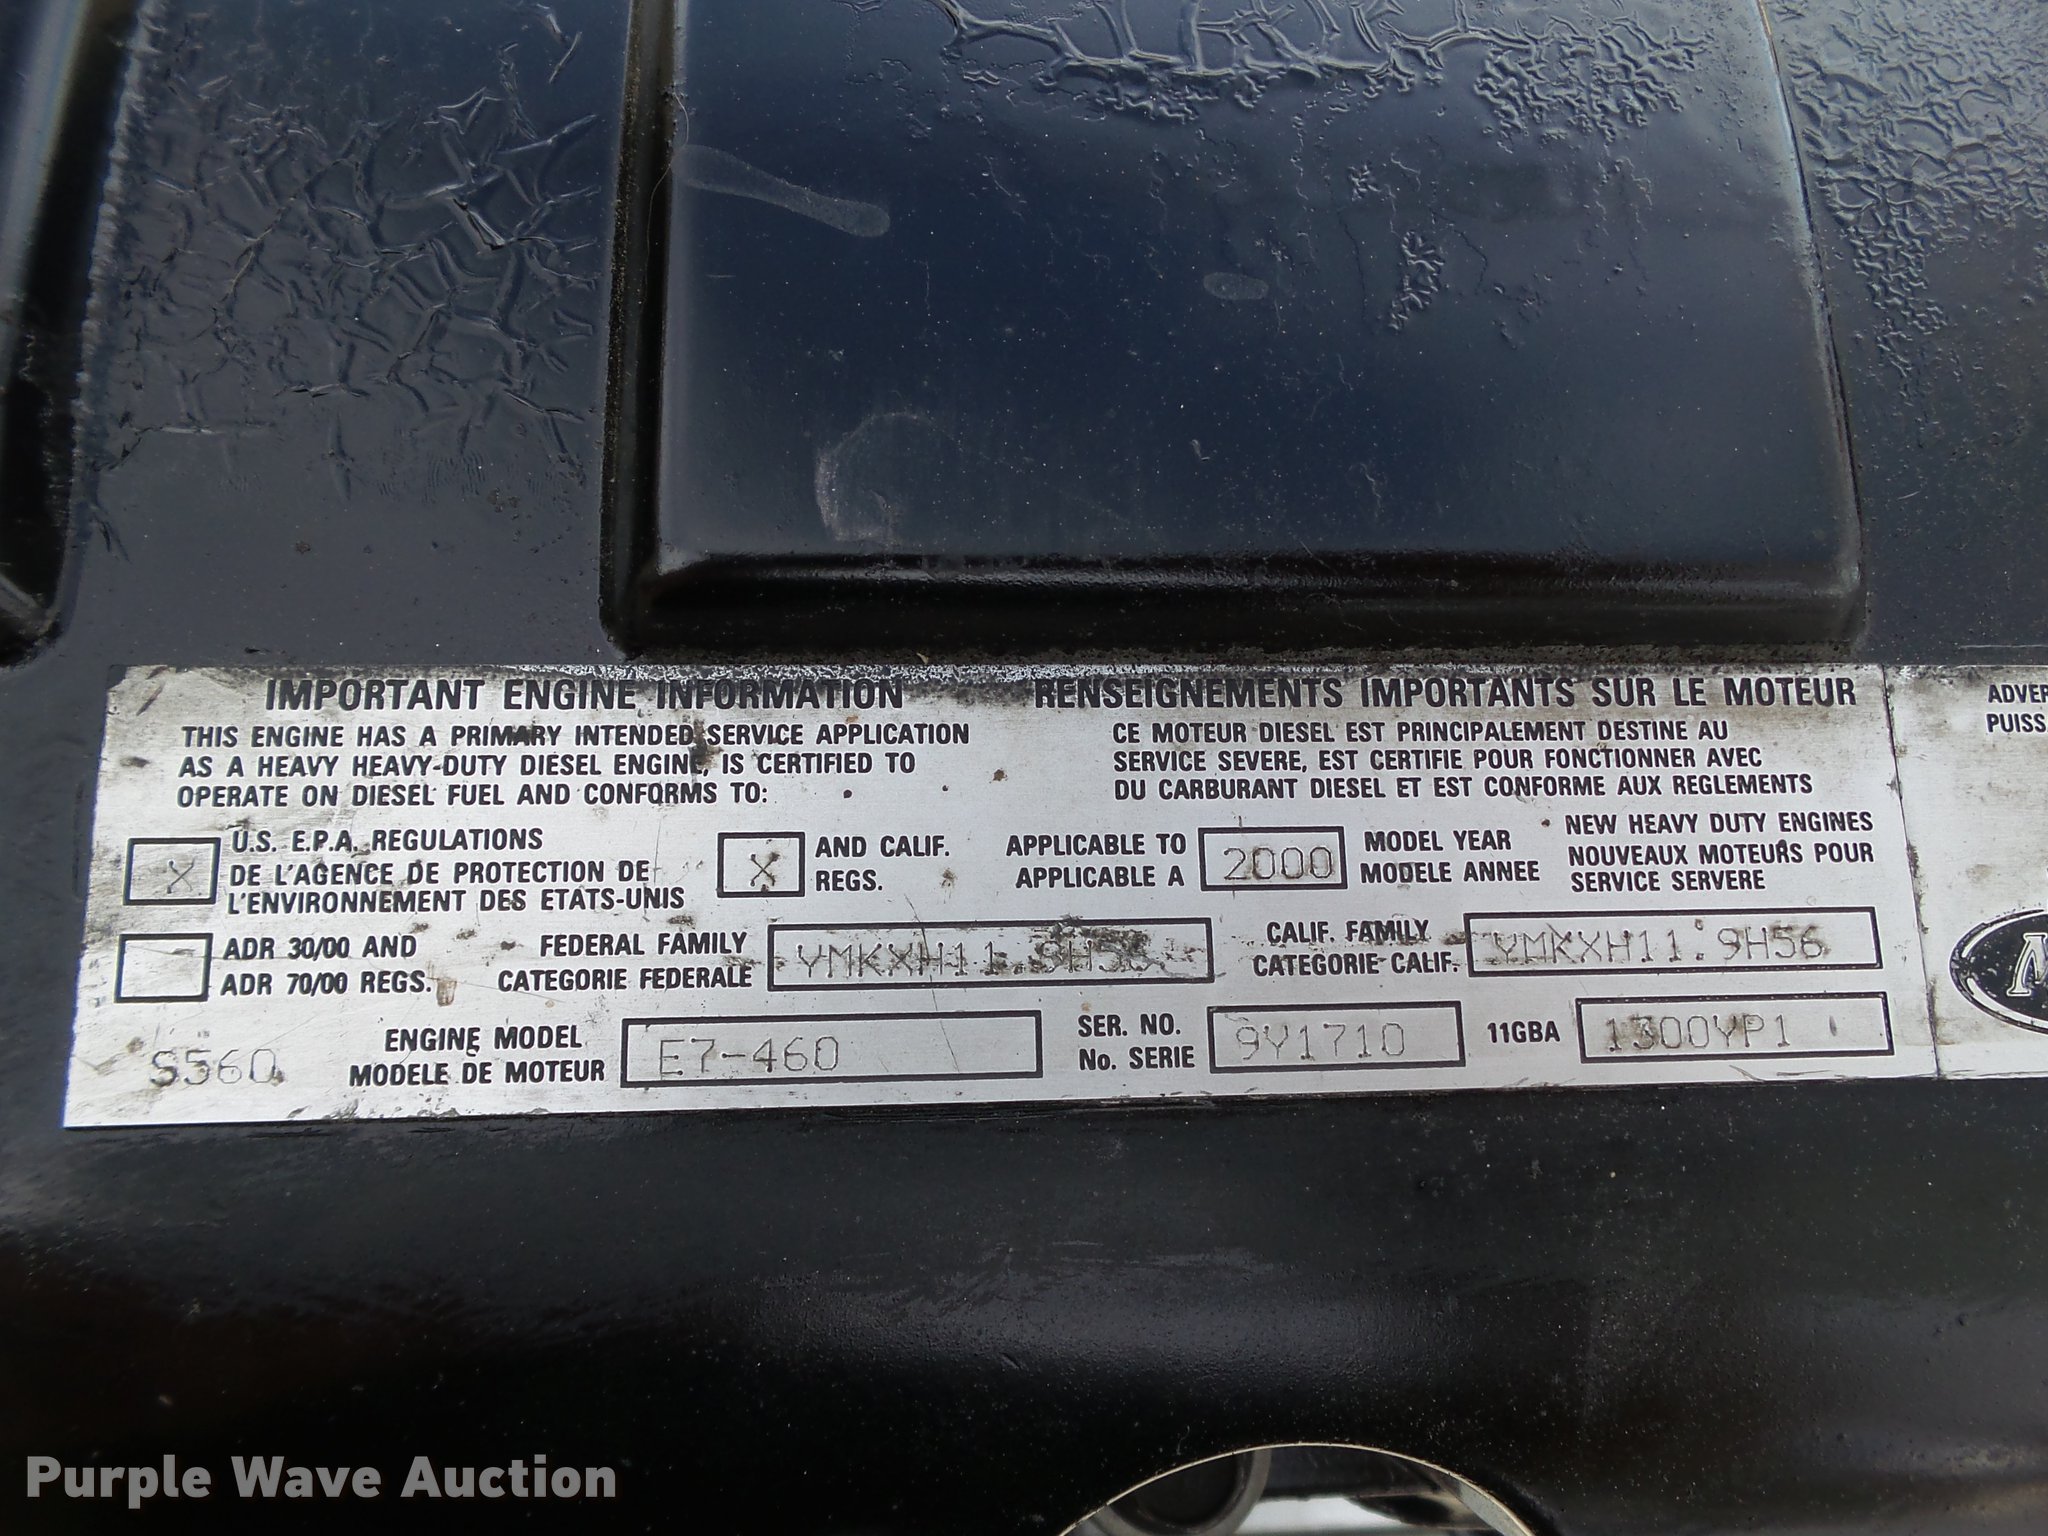 IMPORTANT ENGINE INFORMATION
THIS ENGINE HAS A PRIMARY INTENDED SERVICE APPLICATION
AS A HEAVY HEAVY-DUTY DIESEL ENGINE, IS CERTIFIED TO
OPERATE ON DIESEL FUEL AND CONFORMS TO:
RENSEIGNEMENTS IMPORTANTS SUR LE MOTEUR
CE MOTEUR DIESEL EST PRINCIPALEMENT DESTINE AU
SERVICE SEVERE, EST CERTIFIE POUR FONCTIONNER AVEC
DU CARBURANT DIESEL ET EST CONFORME AUX REGLEMENTS
X
U.S. E.P.A. REGULATIONS
DE L'AGENCE DE PROTECTION DE
L'ENVIRONNEMENT DES ETATS-UNIS
X
AND CALIF.
REGS.
APPLICABLE TO
APPLICABLE A
2000
MODEL YEAR
MODELE ANNEE
NEW HEAVY DUTY ENGINES
NOUVEAUX MOTEURS POUR
SERVICE SERVERE
ADR 30/00 AND
ADR 70/00 REGS.
FEDERAL FAMILY
CATEGORIE FEDERALE
YMKXH11.9H56
CALIF. FAMILY
CATEGORIE CALIF.
YMKXH11.9H56
S560
ENGINE MODEL
MODELE DE MOTEUR
E7-460
SER. NO.
No. SERIE
9Y1710
11GBA
1300YP1
Purple Wave Auction